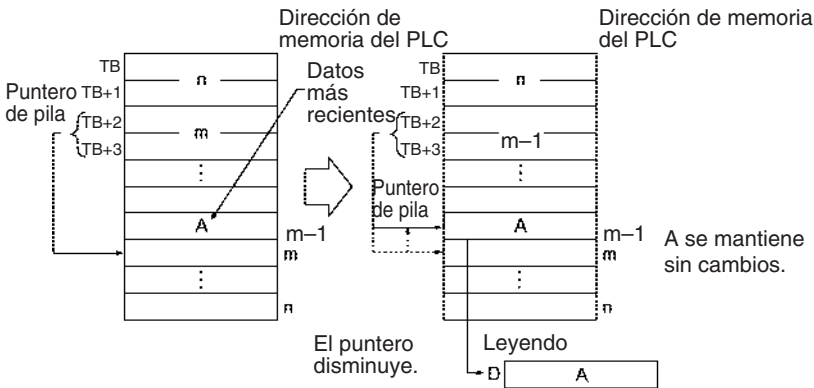 Dirección de
memoria del PLC
TB
n
TB+1
Puntero
de pila
TB+2
m
TB+3
Datos
más
recientes
A
m–1
m
n
Dirección de memoria
del PLC
TB
n
TB+1
TB+2
m–1
TB+3
Puntero
de pila
A
m–1
m
n
A se mantiene
sin cambios.
El puntero
disminuye.
Leyendo
D
A